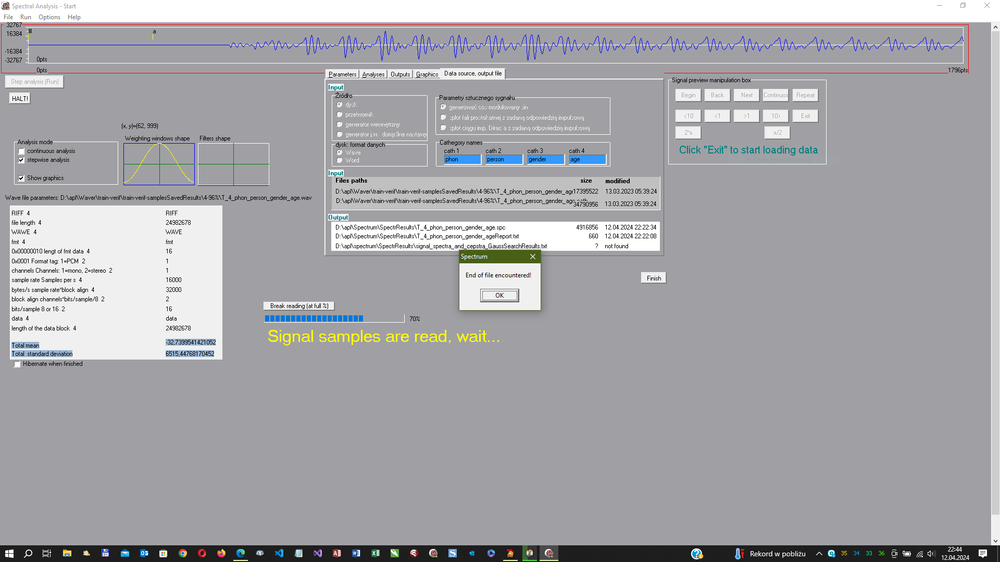 Spectral Analysis - Start
File Run Options Help
32767
16384
-16384
-32767
# a
0pts
0pts
1796pts
Step analysis (Run)
HALT!
(x, y)=(62, 999)
Analysis mode
continuous analysis
stepwise analysis
Show graphics
Weighting windows shape
Filters shape
Wave file parameters: D:\apl\Waver\train-verif\train-verif-samplesSavedResults\4-96%\T_4_phon_person_gender_age.wav
RIFF 4 RIFF
file length 4 24982678
WAWE 4 WAVE
fmt 4 fmt
0x00000010 lengt of fmt data 4 16
0x0001 Format tag: 1=PCM 2 1
channels Channels: 1=mono, 2=stereo 2 1
sample rate Samples per s 4 16000
bytes/s sample rate*block align 4 32000
block align channels*bits/sample/8 2 2
bits/sample 8 or 16 2 16
data 4 data
length of the data block 4 24982678
Total mean -32,7399541421052
Total standard deviation 6515,44768170452
Hibernate when finished
Parameters Analyses Outputs Graphics Data source, output file
Input
Źródło
dysk
przetwornik
generator wewnętrzny
generator j.w. domyślne nastawy
Parametry sztucznego sygnału
generować cos modulowany sin
splot fali prostokątnej z zadaną odpowiedzią impulsową
splot ciągu imp. Diraca z zadaną odpowiedzią impulsową
dysk: format danych
Wave
Word
Cathegory names
cath 1 cath 2 cath 3 cath 4
phon person gender age
Input
Files paths size modified
D:\apl\Waver\train-verif\train-verif-samplesSavedResults\4-96%\T_4_phon_person_gender_age 17395522 13.03.2023 05:39:24
D:\apl\Waver\train-verif\train-verif-samplesSavedResults\4-96%\T_4_phon_person_gender_age 34790956 13.03.2023 05:39:24
Output
D:\apl\Spectrum\SpectrResults\T_4_phon_person_gender_age.spc 4916856 12.04.2024 22:22:34
D:\apl\Spectrum\SpectrResults\T_4_phon_person_gender_ageReport.txt 660 12.04.2024 22:22:08
D:\apl\spectrum\SpectrResults\signal_spectra_and_cepstra_GaussSearchResults.txt ? not found
Signal preview manipulation box
Begin Back Next Continuos Repeat
<10 <1 >1 10> Exit
2*x x/2
Click "Exit" to start loading data
Spectrum
End of file encountered!
OK
Finish
Break reading (at full %)
70%
Signal samples are read, wait...
Rekord w pobliżu
35 34 33 36
22:44
12.04.2024